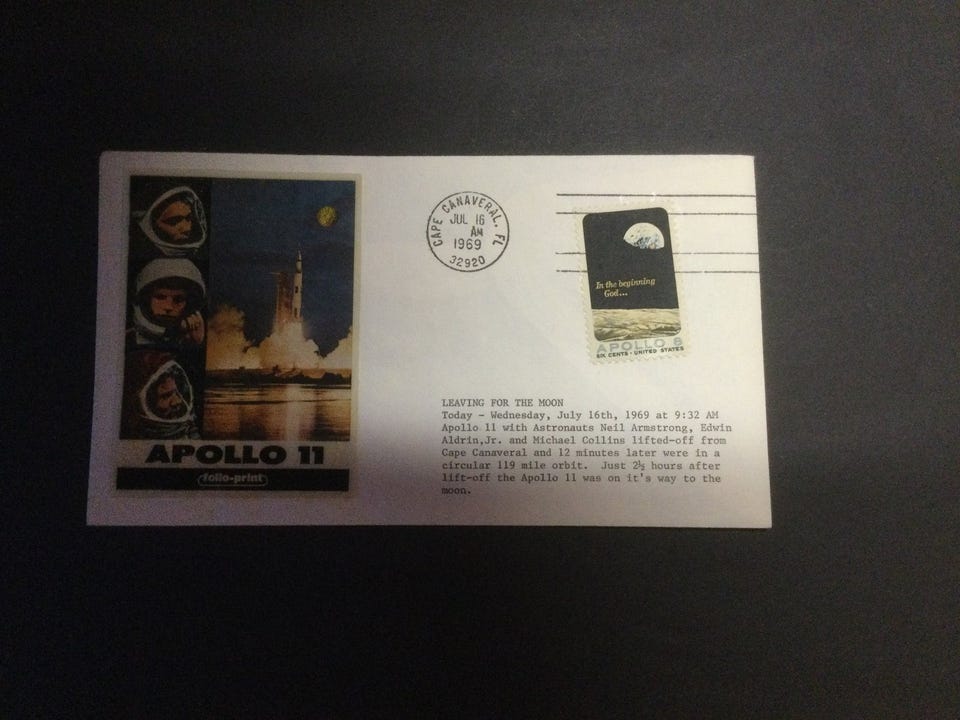 CAPE CANAVERAL, FL
JUL 16
AM
1969
32920
In the beginning
God...
APOLLO 8
SIX CENTS · UNITED STATES
APOLLO 11
folio-print
LEAVING FOR THE MOON
Today - Wednesday, July 16th, 1969 at 9:32 AM
Apollo 11 with Astronauts Neil Armstrong, Edwin
Aldrin,Jr. and Michael Collins lifted-off from
Cape Canaveral and 12 minutes later were in a
circular 119 mile orbit. Just 2½ hours after
lift-off the Apollo 11 was on it's way to the
moon.